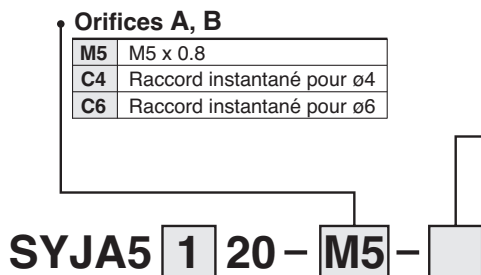 Orifices A, B
M5 M5 x 0.8
C4 Raccord instantané pour ø4
C6 Raccord instantané pour ø6
SYJA5 1 20 – M5 –